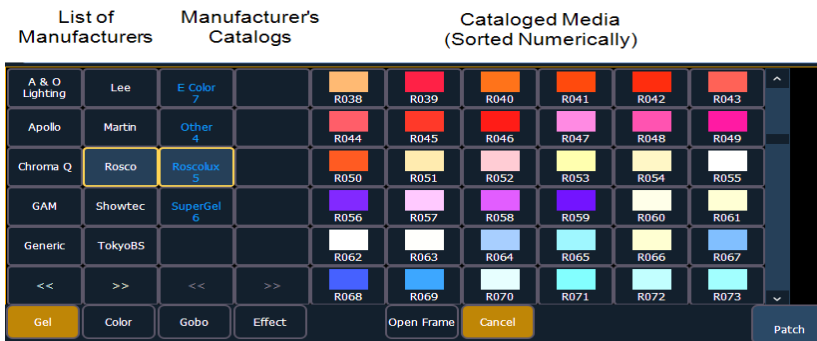 List of Manufacturers
Manufacturer's Catalogs
Cataloged Media
(Sorted Numerically)
A & O Lighting
Lee
E Color 7
R038
R039
R040
R041
R042
R043
Apollo
Martin
Other 4
R044
R045
R046
R047
R048
R049
Chroma Q
Rosco
Roscolux 5
R050
R051
R052
R053
R054
R055
GAM
Showtec
SuperGel 6
R056
R057
R058
R059
R060
R061
Generic
TokyoBS
R062
R063
R064
R065
R066
R067
<<
>>
<<
>>
R068
R069
R070
R071
R072
R073
Gel
Color
Gobo
Effect
Open Frame
Cancel
Patch